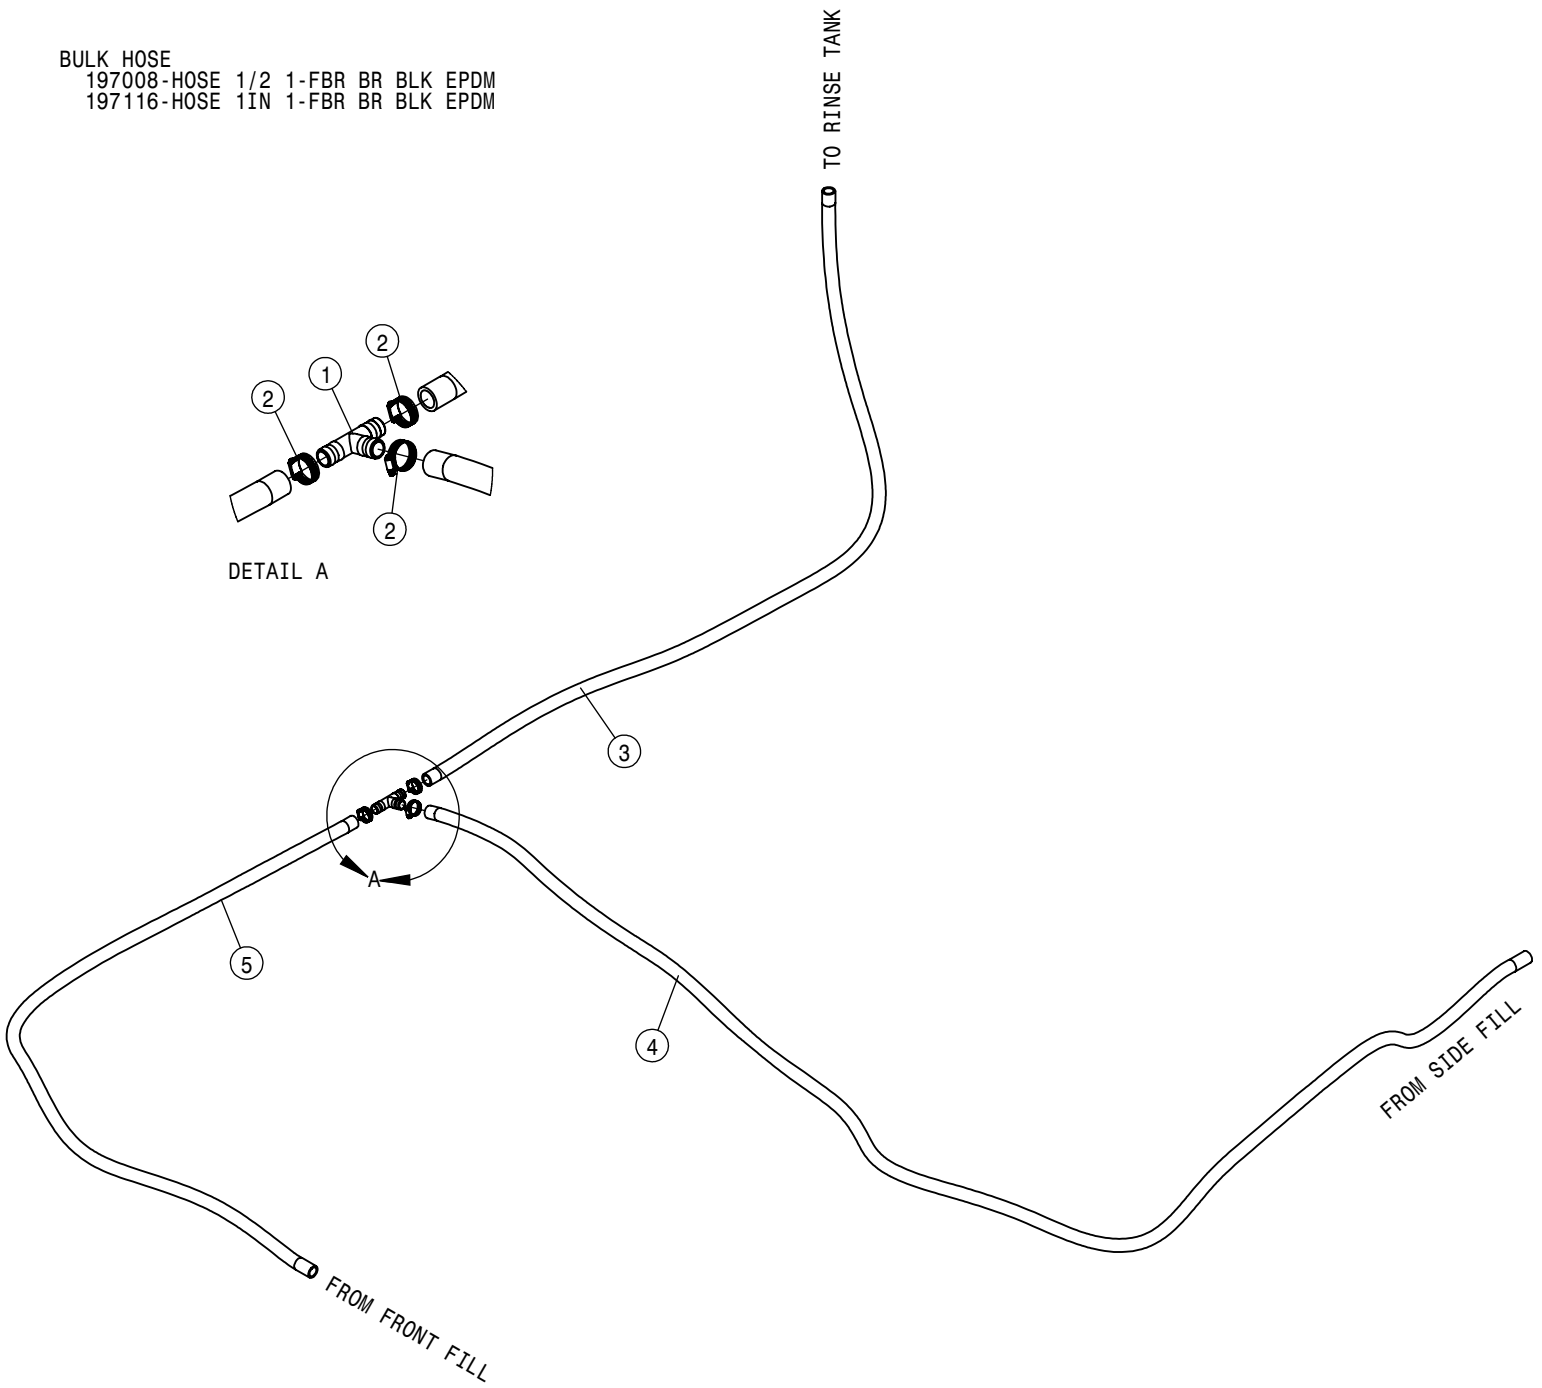 BULK HOSE
197008-HOSE 1/2 1-FBR BR BLK EPDM
197116-HOSE 1IN 1-FBR BR BLK EPDM
TO RINSE TANK
2
1
2
2
DETAIL A
3
A
5
4
FROM SIDE FILL
FROM FRONT FILL